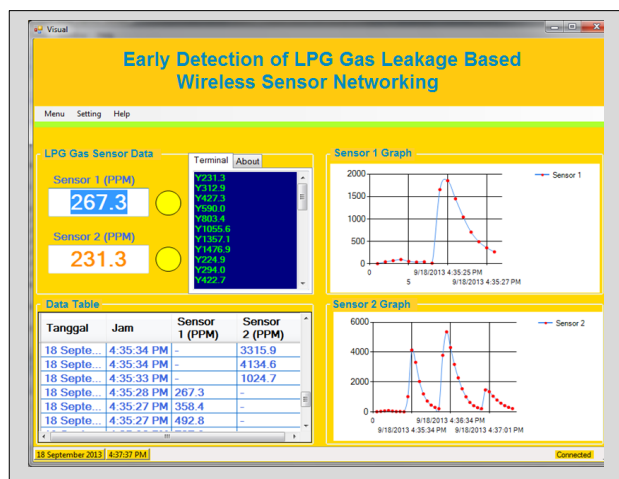 Visual
Early Detection of LPG Gas Leakage Based
Wireless Sensor Networking
Menu Setting Help
LPG Gas Sensor Data
Sensor 1 (PPM)
267.3
Sensor 2 (PPM)
231.3
Terminal About
Y231.3
Y312.9
Y427.3
Y590.0
Y803.4
Y1055.6
Y1357.1
Y1476.9
Y224.9
Y294.0
Y422.7
Sensor 1 Graph
2000
1500
1000
500
0
0
9/18/2013 4:35:25 PM
5
9/18/2013 4:35:27 PM
Sensor 1
Data Table
Tanggal Jam Sensor 1 (PPM) Sensor 2 (PPM)
18 Septe... 4:35:34 PM - 3315.9
18 Septe... 4:35:34 PM - 4134.6
18 Septe... 4:35:33 PM - 1024.7
18 Septe... 4:35:28 PM 267.3 -
18 Septe... 4:35:27 PM 358.4 -
18 Septe... 4:35:27 PM 492.8 -
Sensor 2 Graph
6000
4000
2000
0
0
9/18/2013 4:36:34 PM
9/18/2013 4:35:34 PM 9/18/2013 4:37:01 PM
Sensor 2
18 September 2013 4:37:37 PM Connected